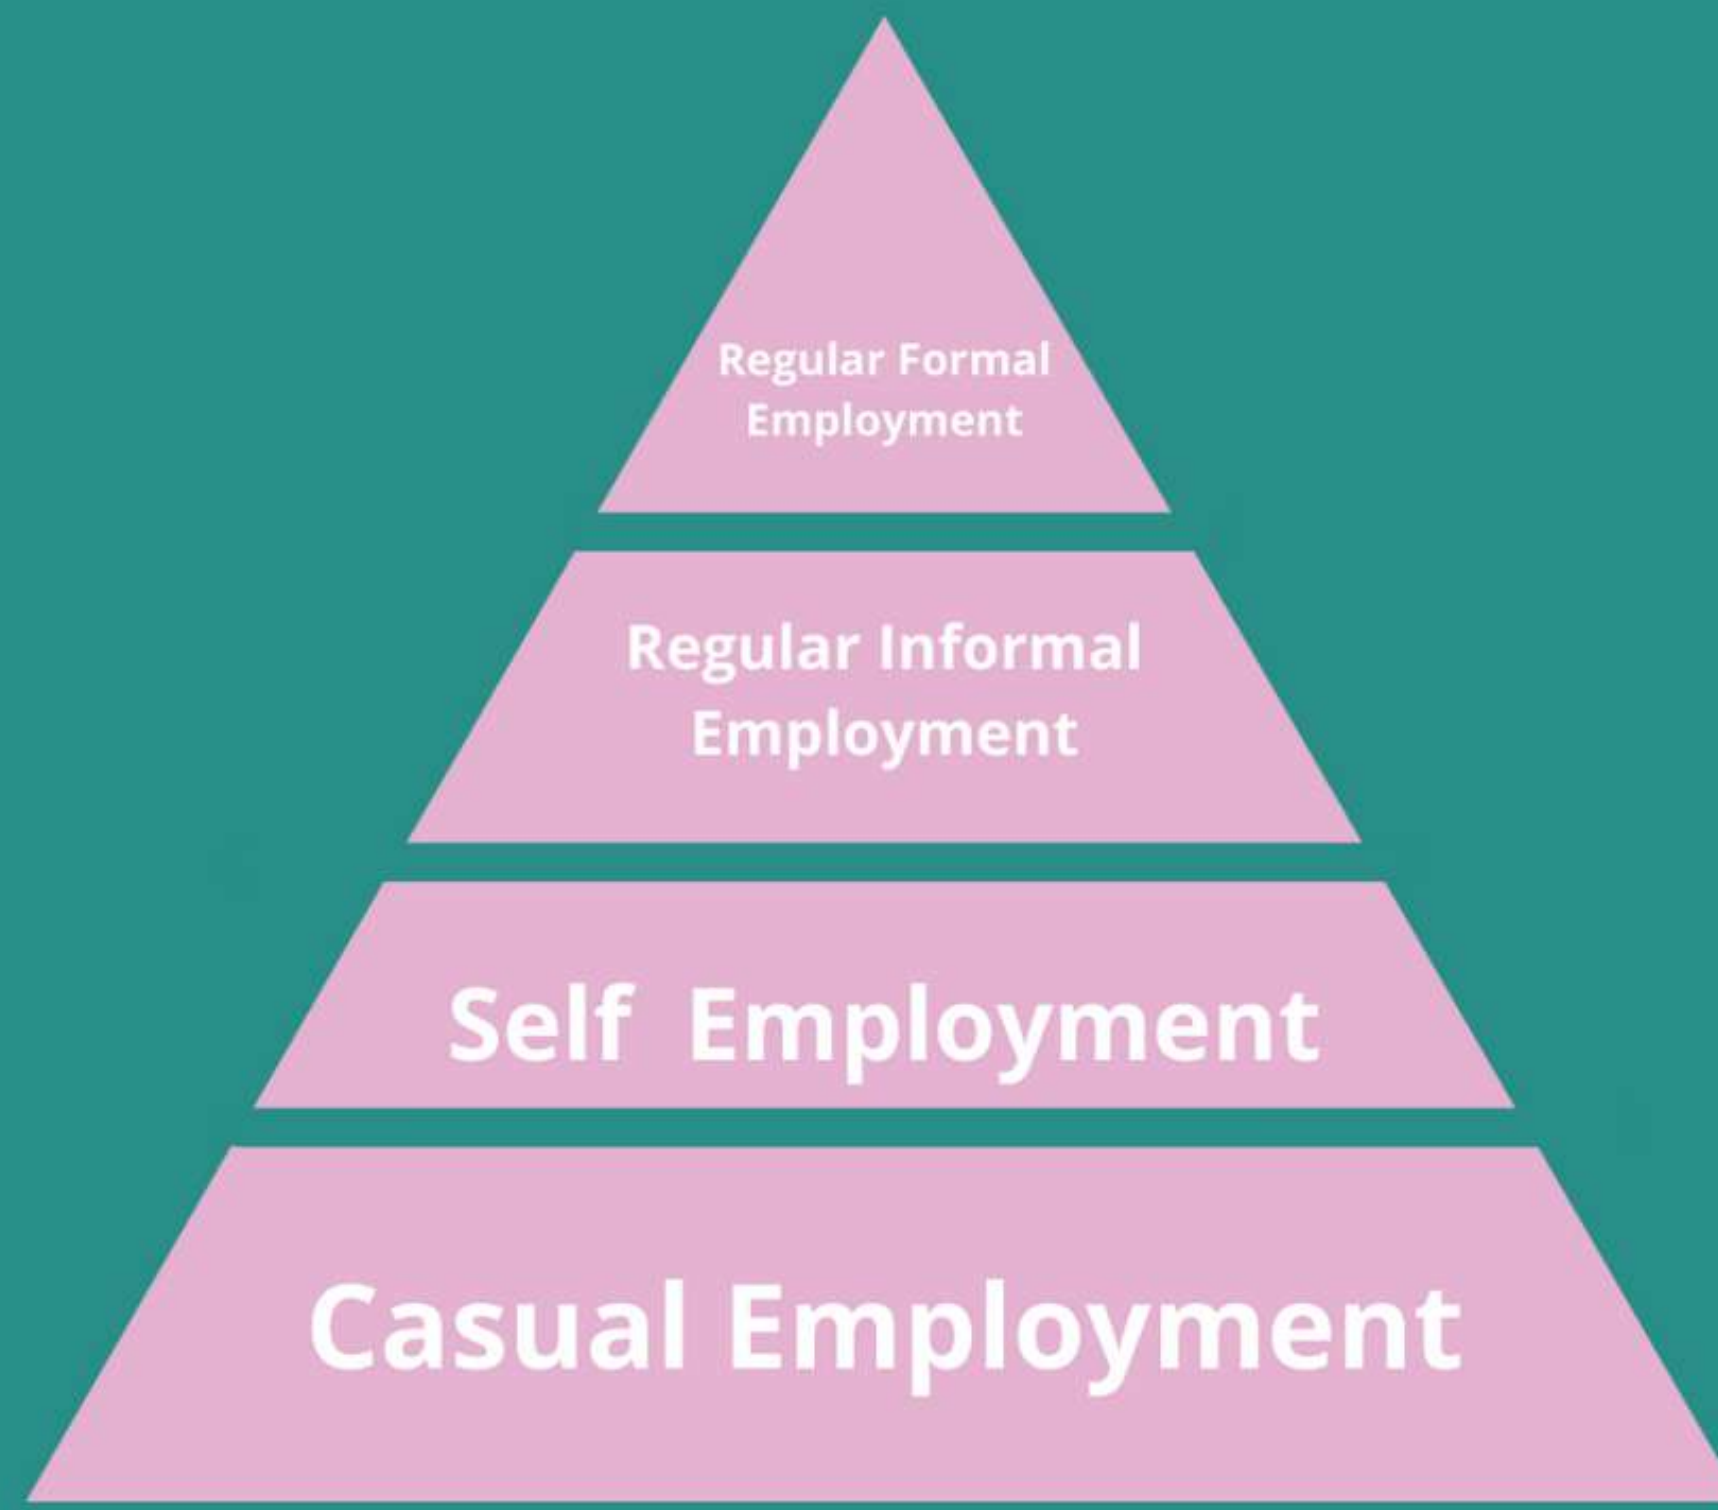 Regular Formal
Employment
Regular Informal
Employment
Self  Employment
Casual Employment